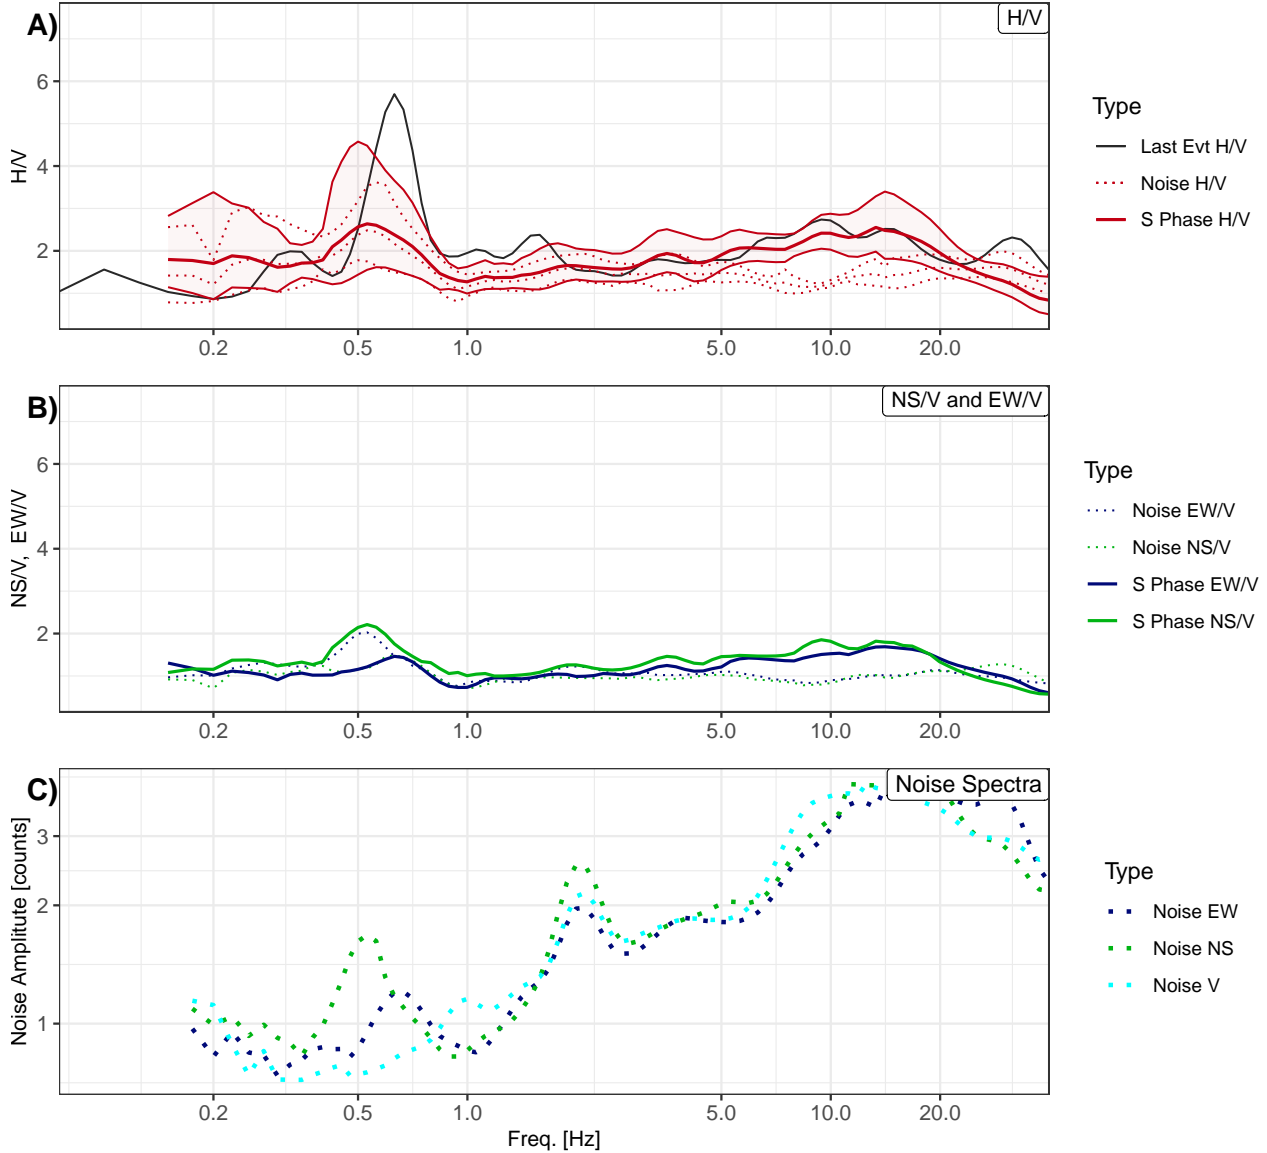 A)
H/V
H/V
6
4
2
0.2 0.5 1.0 5.0 10.0 20.0
Type
Last Evt H/V
Noise H/V
S Phase H/V
B)
NS/V and EW/V
NS/V, EW/V
6
4
2
0.2 0.5 1.0 5.0 10.0 20.0
Type
Noise EW/V
Noise NS/V
S Phase EW/V
S Phase NS/V
C)
Noise Spectra
Noise Amplitude [counts]
3
2
1
0.2 0.5 1.0 5.0 10.0 20.0
Freq. [Hz]
Type
Noise EW
Noise NS
Noise V